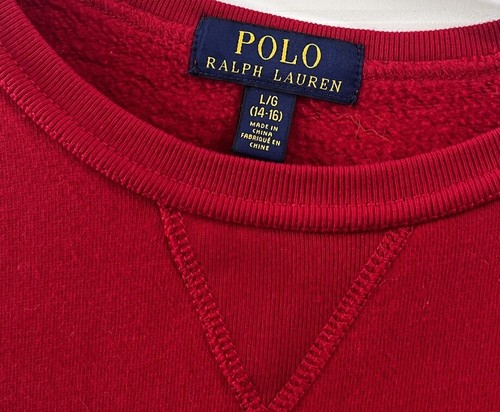 POLO
RALPH LAUREN
L/G
(14-16)
MADE IN
CHINA
FABRIQUÉ EN
CHINE